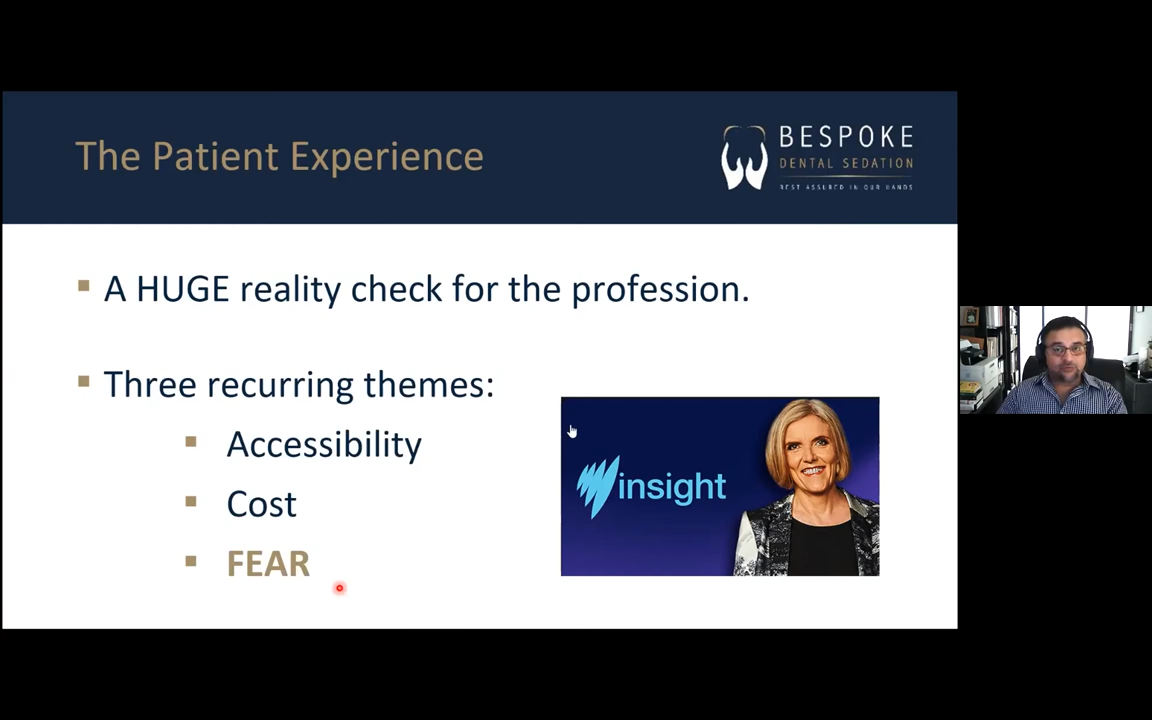 The Patient Experience
BESPOKE
DENTAL SEDATION
REST ASSURED IN OUR HANDS
A HUGE reality check for the profession.
Three recurring themes:
Accessibility
Cost
FEAR
insight